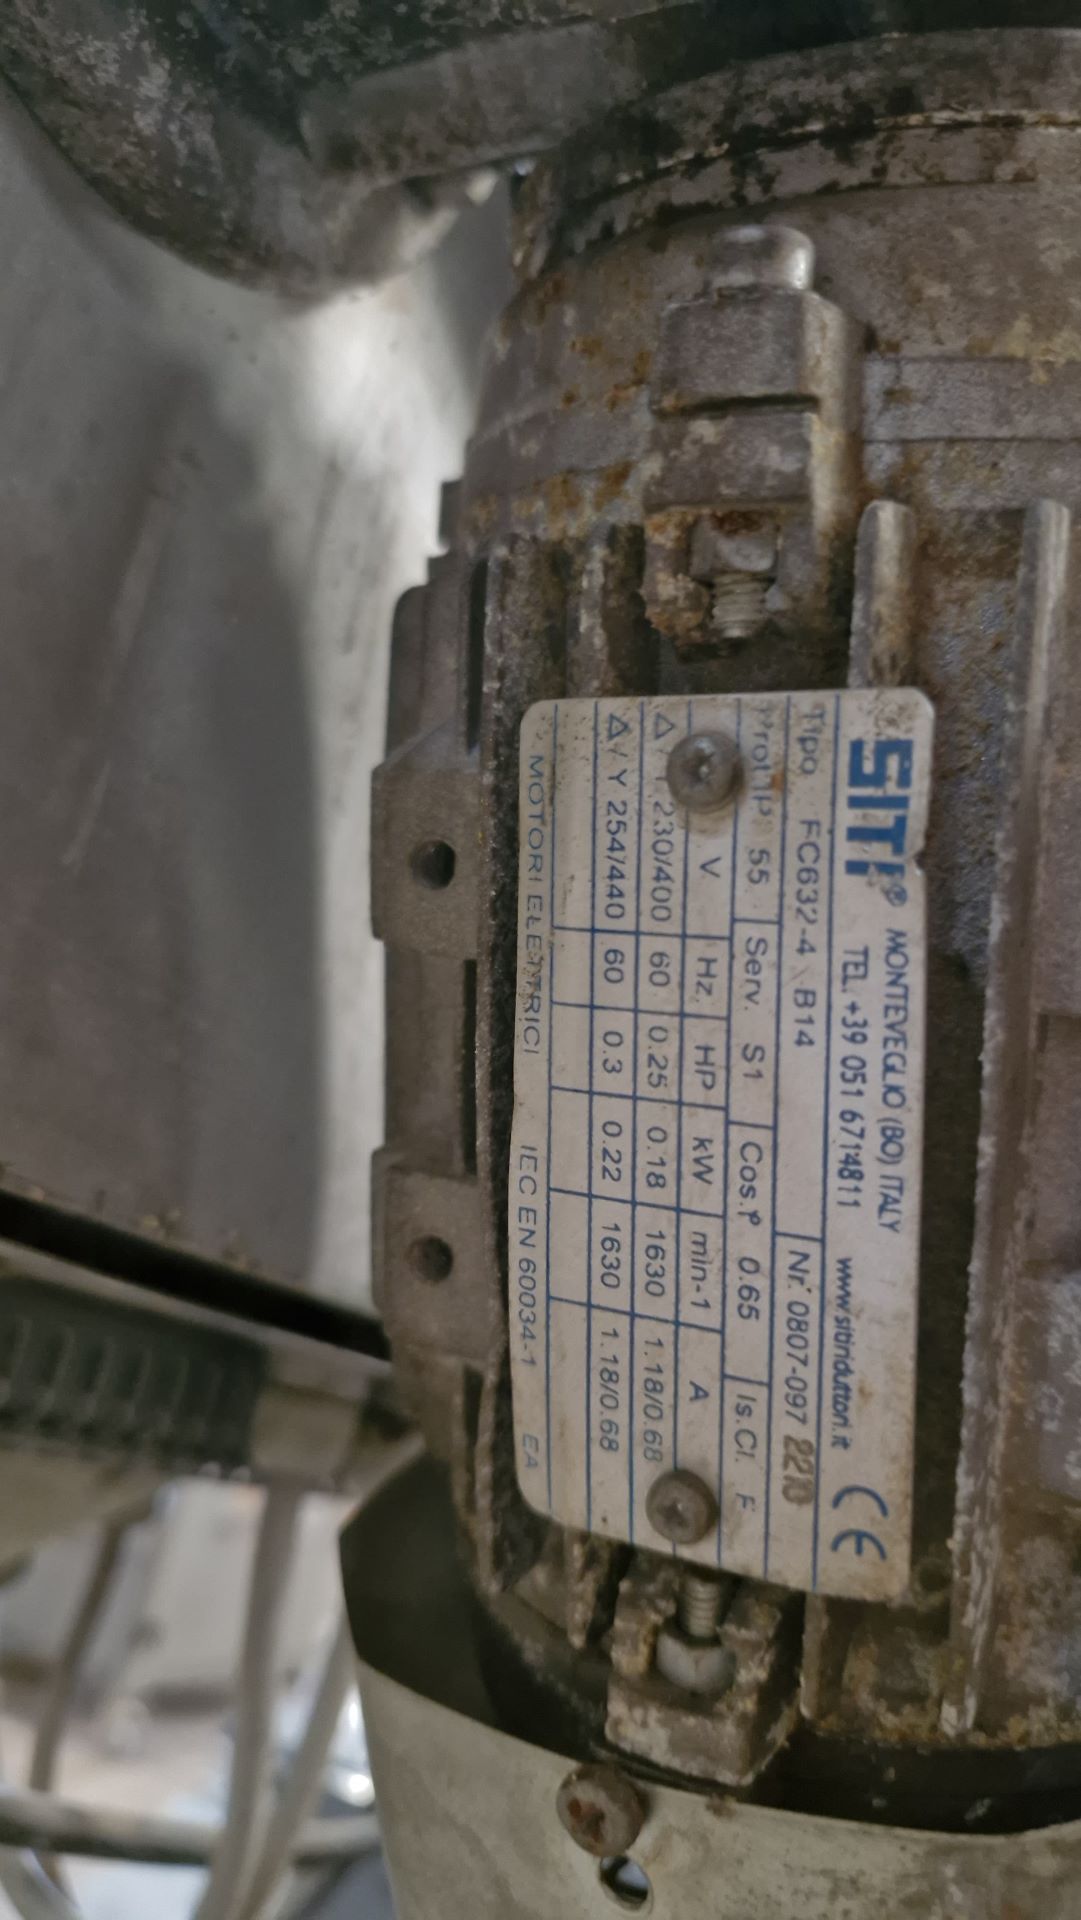 SITI® MONTEVEGLIO (BO) ITALY
TEL. +39 051 6714811 www.sitiriduttori.it CE
Tipo FC632-4 B14 Nr. 0807-097 2210
Prot. IP 55 Serv. S1 Cos.φ 0.65 Is.Cl. F
V Hz HP kW min-1 A
Δ 230/400 60 0.25 0.18 1630 1.18/0.68
Δ/Y 254/440 60 0.3 0.22 1630 1.18/0.68
MOTORI ELETTRICI IEC EN 60034-1 EA